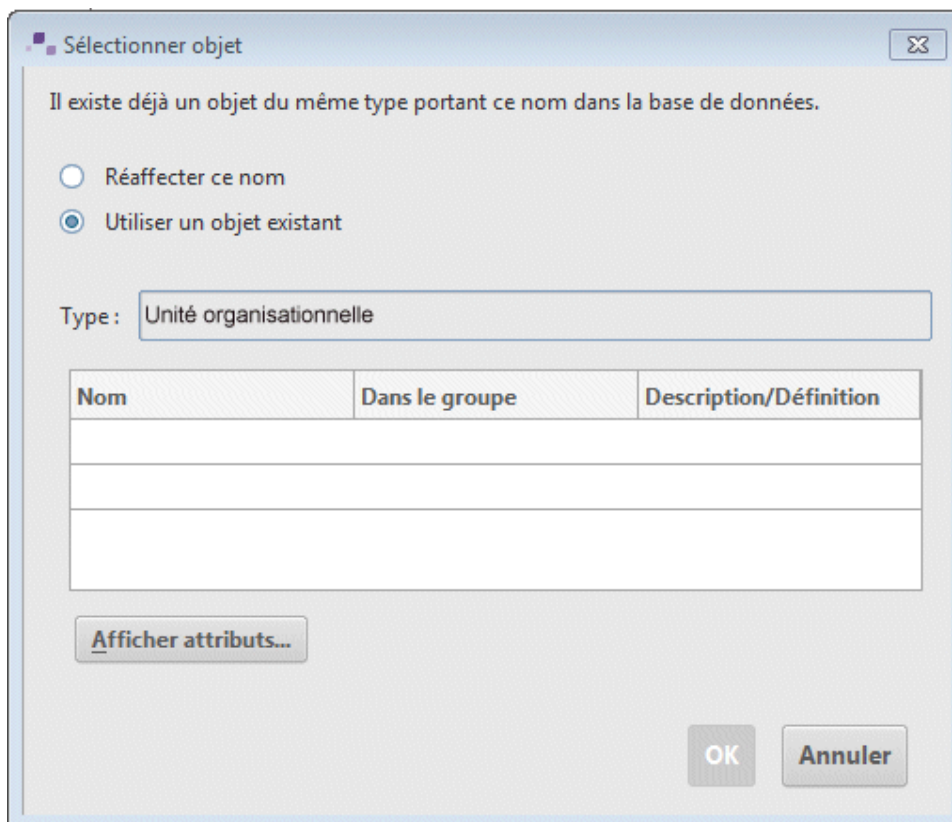 Sélectionner objet
Il existe déjà un objet du même type portant ce nom dans la base de données.
Réaffecter ce nom
Utiliser un objet existant
Type : Unité organisationnelle
Nom Dans le groupe Description/Définition
Afficher attributs...
OK Annuler